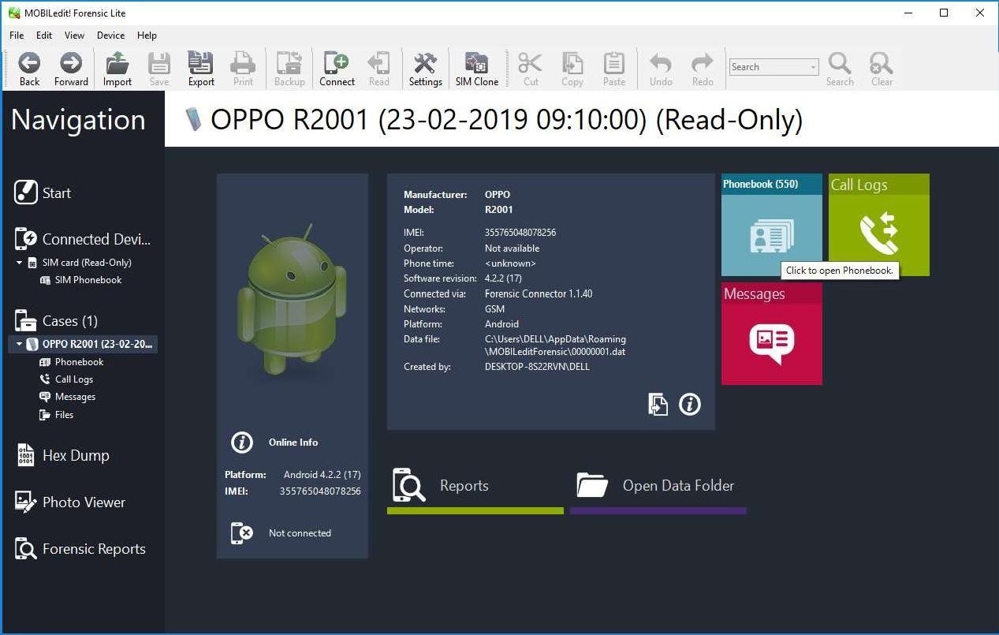 MOBILedit! Forensic Lite
File Edit View Device Help
Back Forward Import Save Export Print Backup Connect Read Settings SIM Clone Cut Copy Paste Undo Redo Search Search Clear
Navigation
OPPO R2001 (23-02-2019 09:10:00) (Read-Only)
Start
Connected Devi...
SIM card (Read-Only)
SIM Phonebook
Cases (1)
OPPO R2001 (23-02-20...
Phonebook
Call Logs
Messages
Files
Hex Dump
Photo Viewer
Forensic Reports
Online Info
Platform: Android 4.2.2 (17)
IMEI: 355765048078256
Not connected
Manufacturer: OPPO
Model: R2001
IMEI: 355765048078256
Operator: Not available
Phone time: <unknown>
Software revision: 4.2.2 (17)
Connected via: Forensic Connector 1.1.40
Networks: GSM
Platform: Android
Data file: C:\Users\DELL\AppData\Roaming
\MOBILeditForensic\00000001.dat
Created by: DESKTOP-8S22RVN\DELL
Phonebook (550)
Call Logs
Click to open Phonebook.
Messages
Reports
Open Data Folder